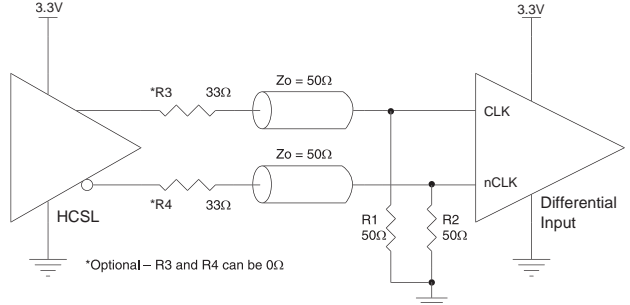 3.3V
3.3V
*R3
33Ω
Zo = 50Ω
CLK
Zo = 50Ω
nCLK
*R4
33Ω
HCSL
R1
50Ω
R2
50Ω
Differential
Input
*Optional – R3 and R4 can be 0Ω